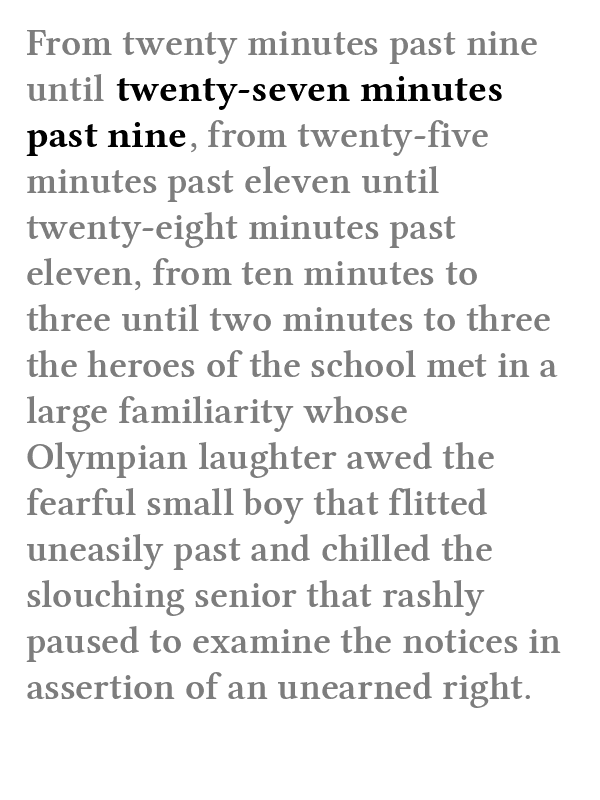 From twenty minutes past nine
until twenty-seven minutes
past nine, from twenty-five
minutes past eleven until
twenty-eight minutes past
eleven, from ten minutes to
three until two minutes to three
the heroes of the school met in a
large familiarity whose
Olympian laughter awed the
fearful small boy that flitted
uneasily past and chilled the
slouching senior that rashly
paused to examine the notices in
assertion of an unearned right.